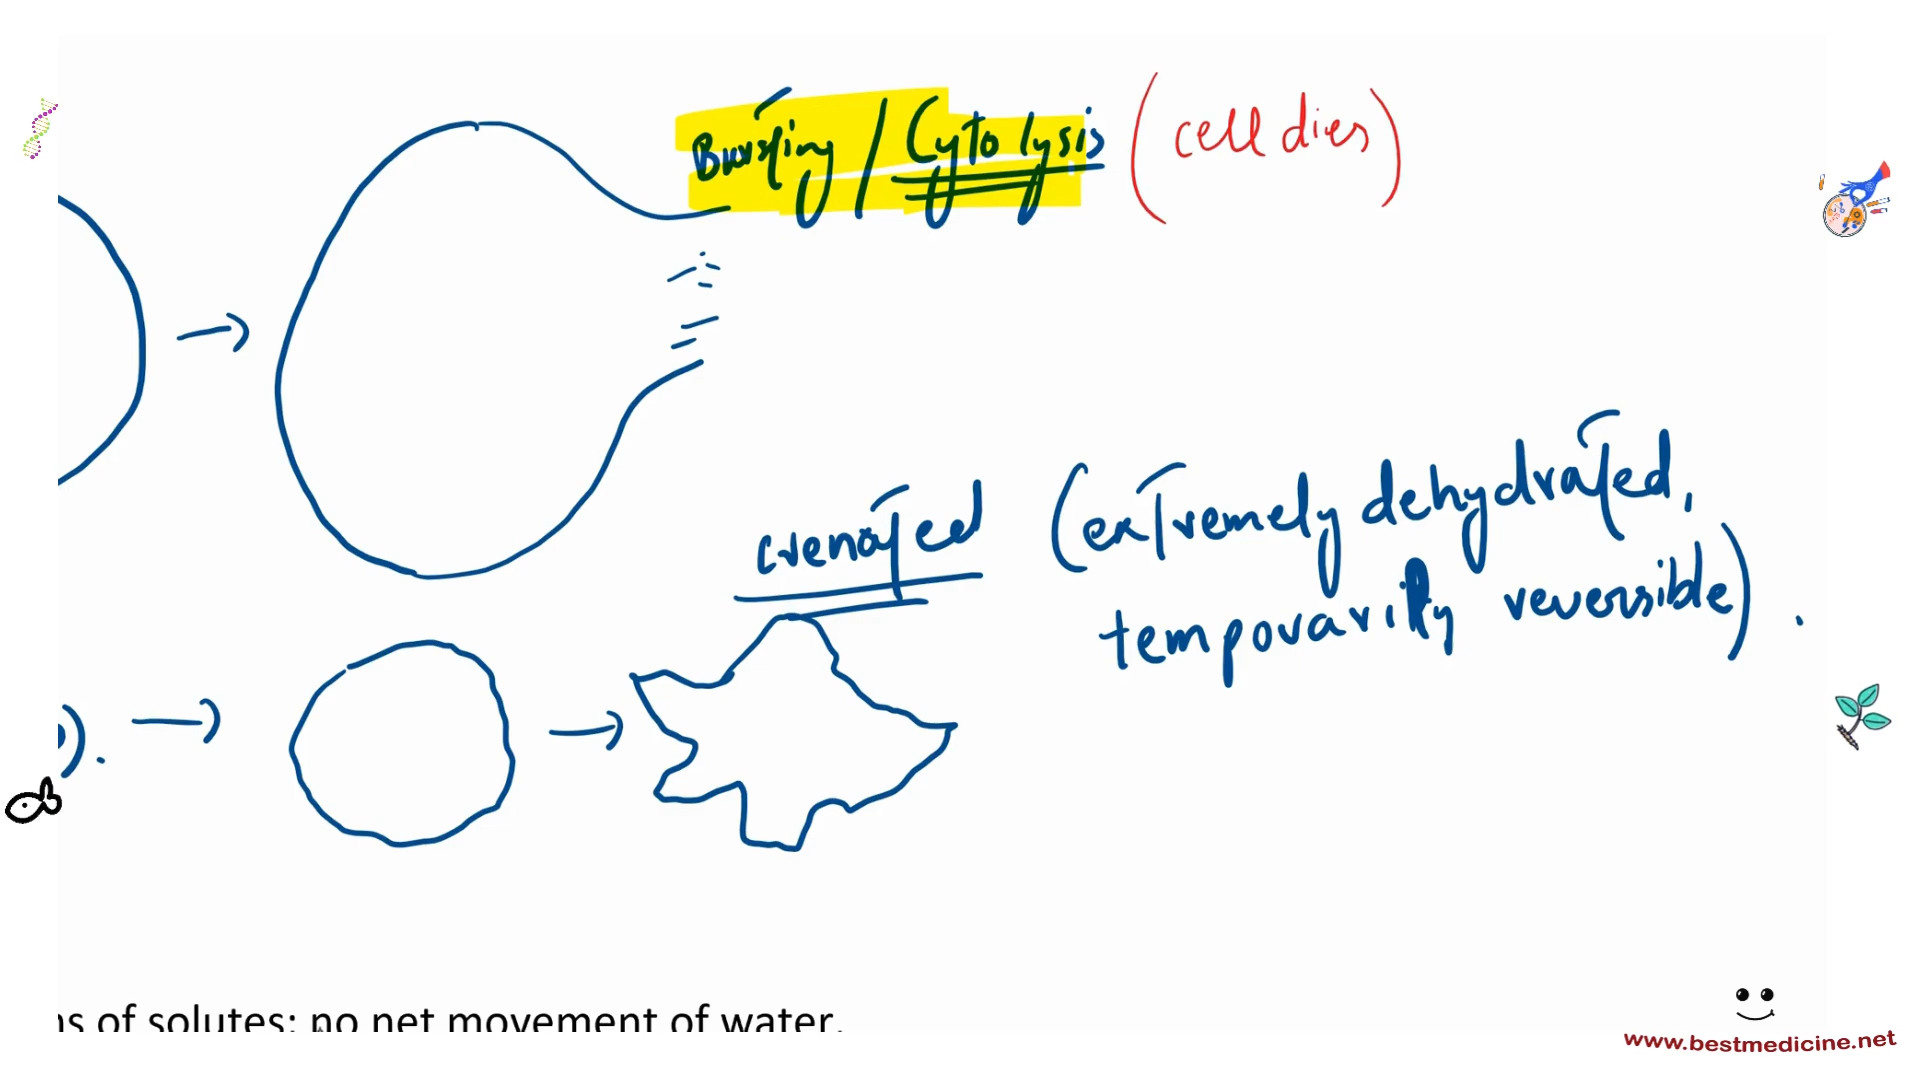 Bursting / Cytolysis (cell dies)
crenated (extremely dehydrated,
temporarily reversible).
).
ns of solutes: no net movement of water.
www.bestmedicine.net